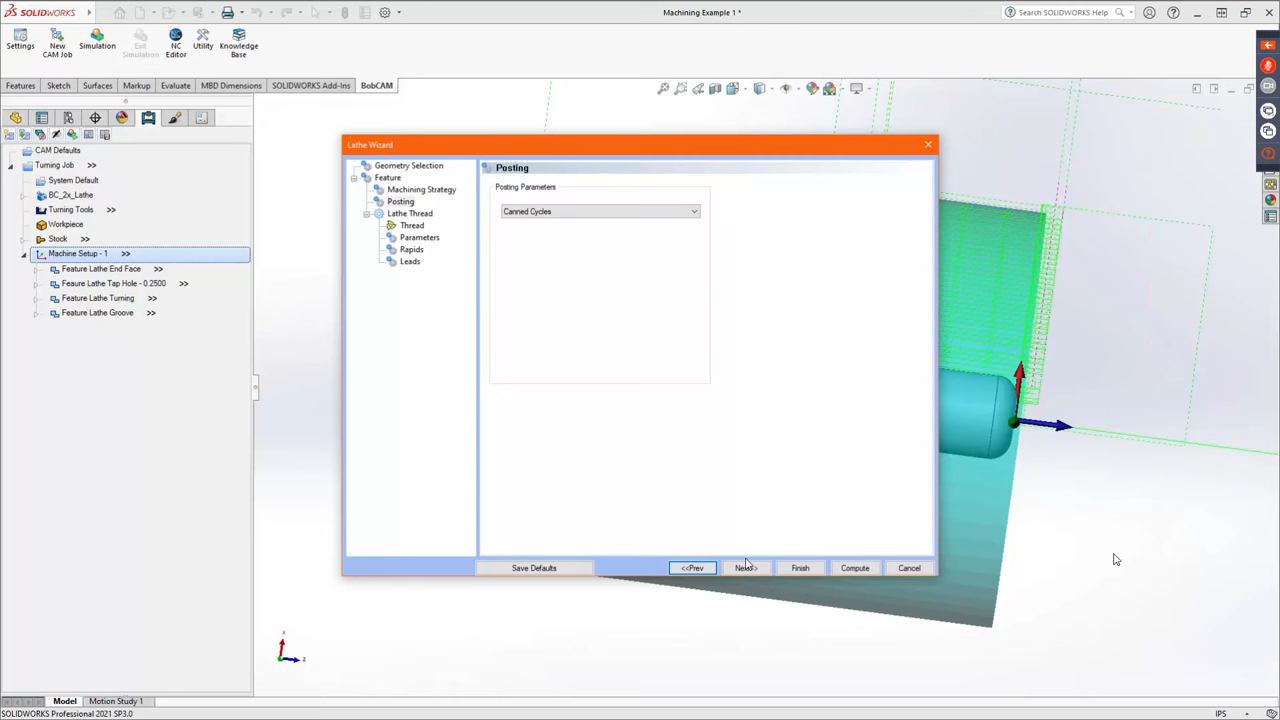 SOLIDWORKS
Machining Example 1 *
Search SOLIDWORKS Help
Settings
New CAM Job
Simulation
Exit Simulation
NC Editor
Utility
Knowledge Base
Features
Sketch
Surfaces
Markup
Evaluate
MBD Dimensions
SOLIDWORKS Add-Ins
BobCAM
CAM Defaults
Turning Job >>
System Default
BC_2x_Lathe
Turning Tools >>
Workpiece
Stock >>
Machine Setup - 1 >>
Feature Lathe End Face >>
Feature Lathe Tap Hole - 0.2500 >>
Feature Lathe Turning >>
Feature Lathe Groove >>
Lathe Wizard
Geometry Selection
Feature
Machining Strategy
Posting
Lathe Thread
Thread
Parameters
Rapids
Leads
Posting
Posting Parameters
Canned Cycles
Save Defaults
<<Prev
Next>>
Finish
Compute
Cancel
x
z
Model
Motion Study 1
SOLIDWORKS Professional 2021 SP3.0
IPS